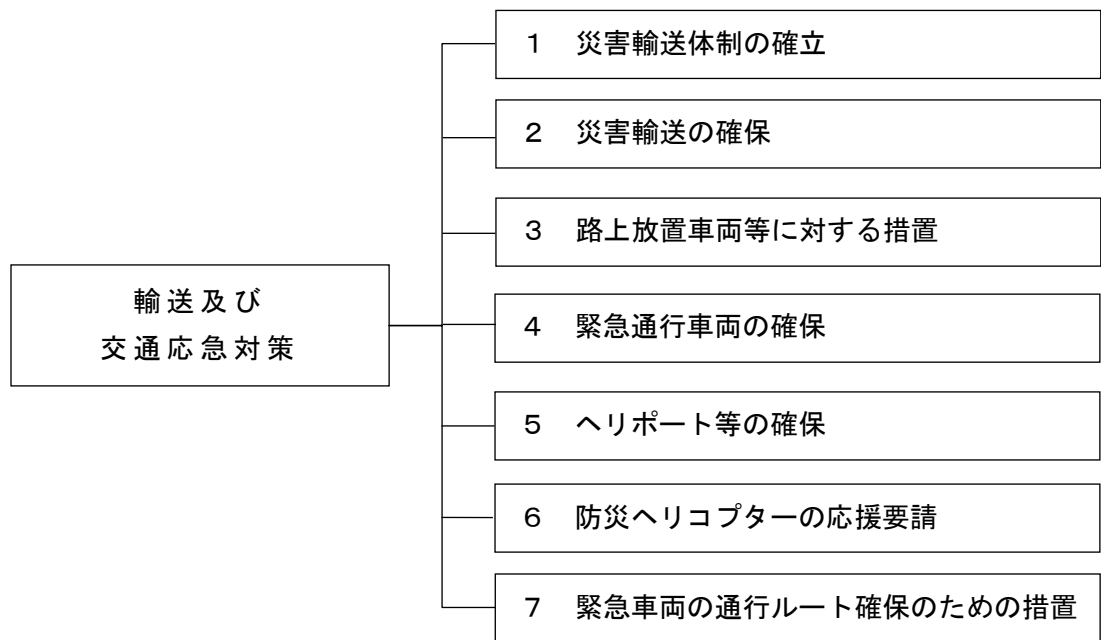 輸送及び
交通応急対策
１　災害輸送体制の確立
２　災害輸送の確保
３　路上放置車両等に対する措置
４　緊急通行車両の確保
５　ヘリポート等の確保
６　防災ヘリコプターの応援要請
７　緊急車両の通行ルート確保のための措置